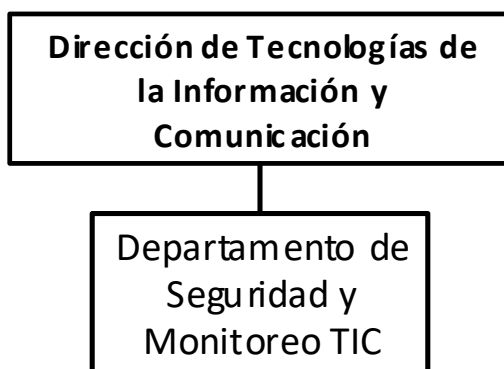 Dirección de Tecnologías de
la Información y
Comunicación
Departamento de
Seguridad y
Monitoreo TIC